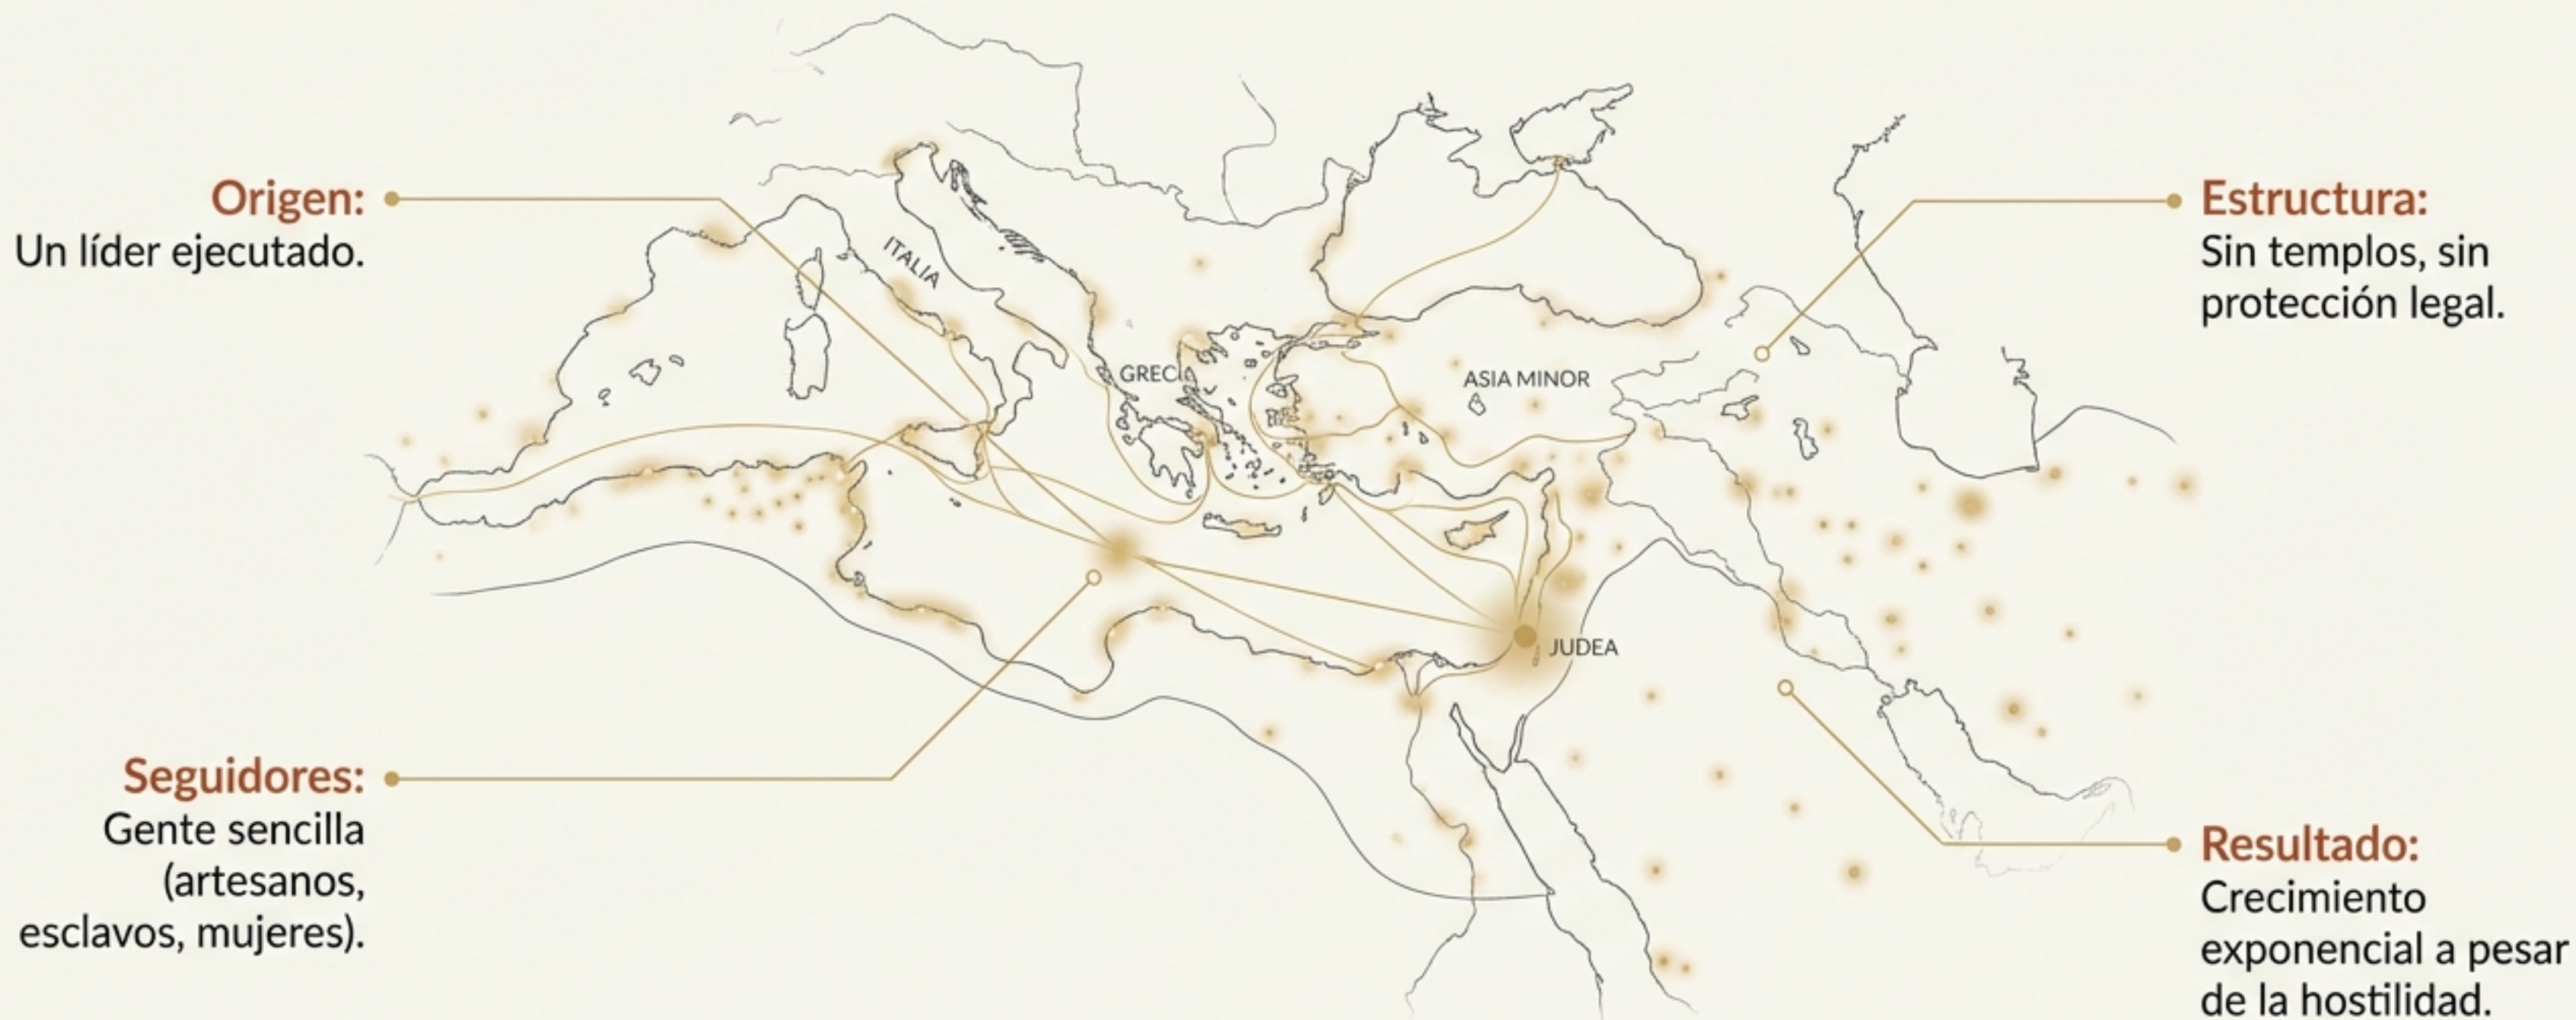 Origen:
Un líder ejecutado.
Estructura:
Sin templos, sin
protección legal.
ITALIA
GRECIA
ASIA MINOR
JUDEA
Seguidores:
Gente sencilla
(artesanos,
esclavos, mujeres).
Resultado:
Crecimiento
exponencial a pesar
de la hostilidad.